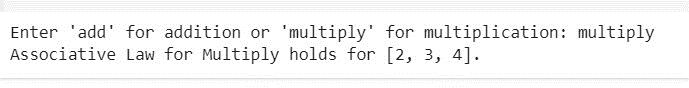 Enter 'add' for addition or 'multiply' for multiplication: multiply
Associative Law for Multiply holds for [2, 3, 4].